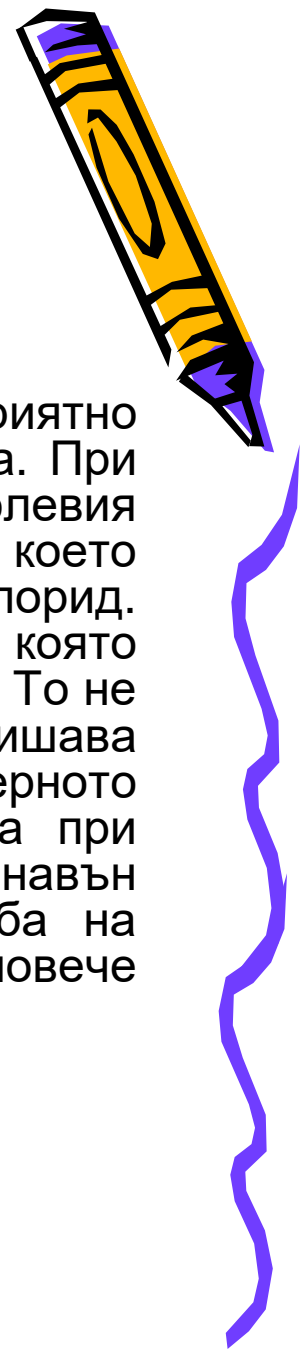 риятно
а. При
олевия
което
лорид.
която
То не
ишава
ерното
а при
навън
ба на
повече